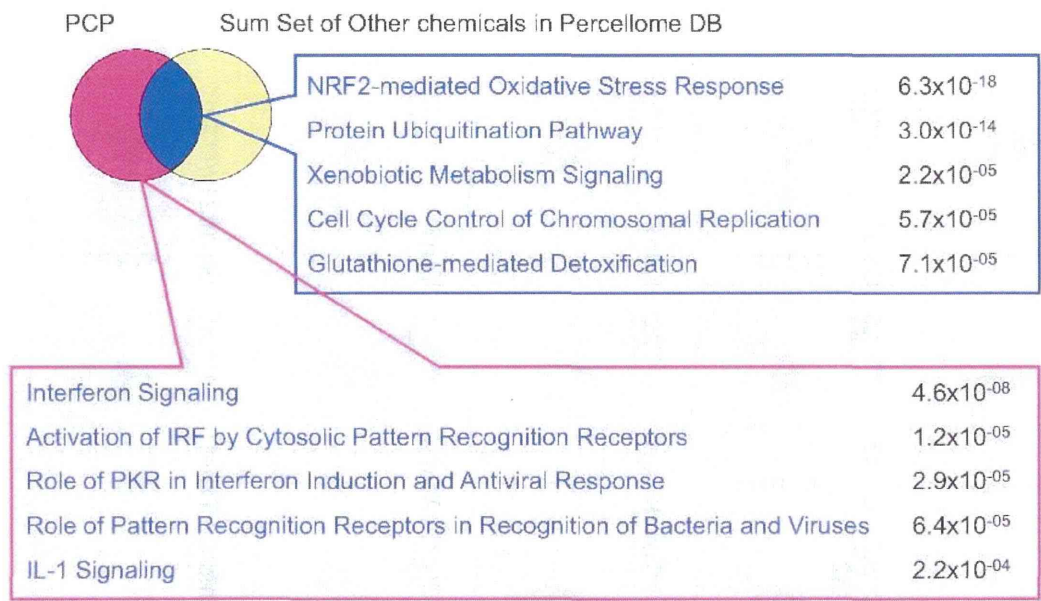 PCP Sum Set of Other chemicals in Percellome DB
NRF2-mediated Oxidative Stress Response 6.3x10⁻¹⁸
Protein Ubiquitination Pathway 3.0x10⁻¹⁴
Xenobiotic Metabolism Signaling 2.2x10⁻⁰⁵
Cell Cycle Control of Chromosomal Replication 5.7x10⁻⁰⁵
Glutathione-mediated Detoxification 7.1x10⁻⁰⁵
Interferon Signaling 4.6x10⁻⁰⁸
Activation of IRF by Cytosolic Pattern Recognition Receptors 1.2x10⁻⁰⁵
Role of PKR in Interferon Induction and Antiviral Response 2.9x10⁻⁰⁵
Role of Pattern Recognition Receptors in Recognition of Bacteria and Viruses 6.4x10⁻⁰⁵
IL-1 Signaling 2.2x10⁻⁰⁴